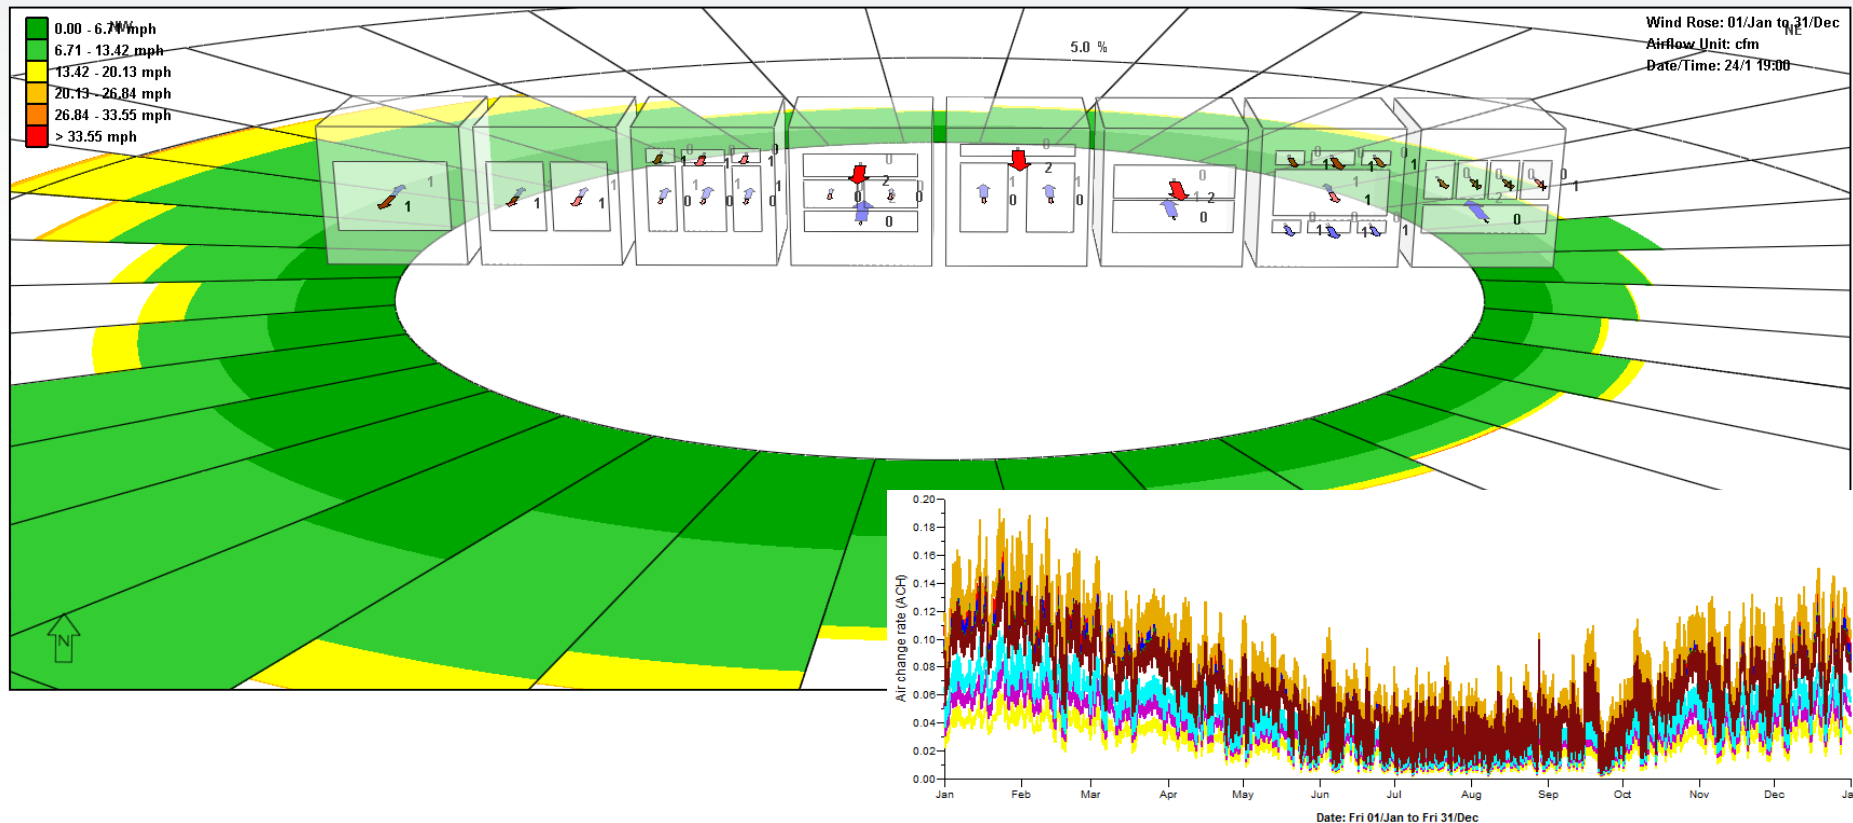 0.00 - 6.71 mph
NW
6.71 - 13.42 mph
13.42 - 20.13 mph
20.13 - 26.84 mph
26.84 - 33.55 mph
> 33.55 mph
5.0 %
Wind Rose: 01/Jan to 31/Dec
NE
Airflow Unit: cfm
Date/Time: 24/1 19:00
N
Air change rate (ACH)
0.20
0.18
0.16
0.14
0.12
0.10
0.08
0.06
0.04
0.02
0.00
Jan Feb Mar Apr May Jun Jul Aug Sep Oct Nov Dec Ja
Date: Fri 01/Jan to Fri 31/Dec